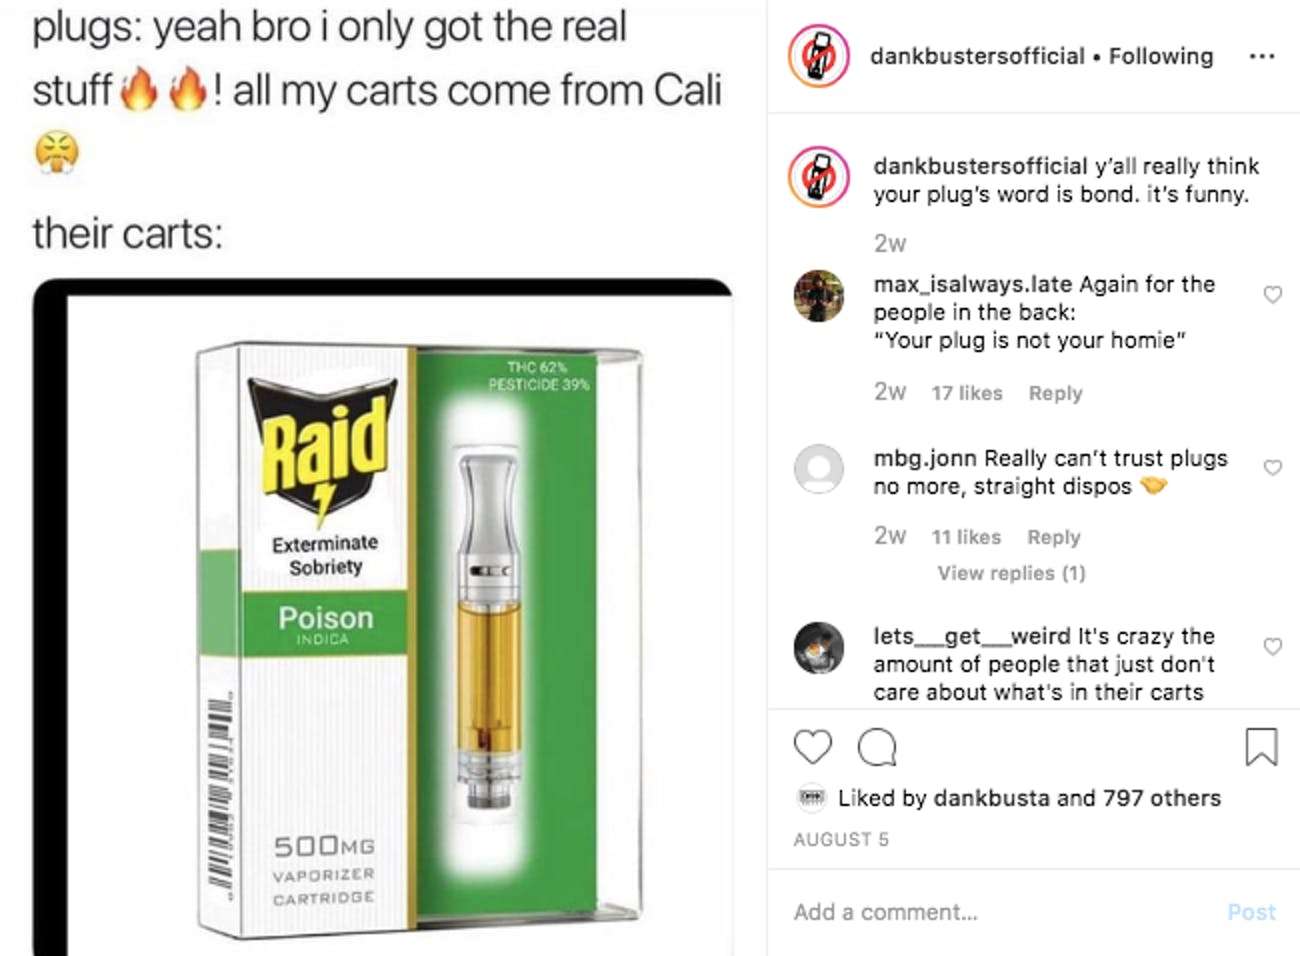 plugs: yeah bro i only got the real
stuff🔥🔥! all my carts come from Cali
😤
their carts:
THC 62%
PESTICIDE 39%
Raid
Exterminate
Sobriety
Poison
INDICA
500MG
VAPORIZER
CARTRIDGE
dankbustersofficial • Following
dankbustersofficial y'all really think
your plug's word is bond. it's funny.
2w
max_isalways.late Again for the
people in the back:
“Your plug is not your homie”
2w 17 likes Reply
mbg.jonn Really can't trust plugs
no more, straight dispos 🤝
2w 11 likes Reply
View replies (1)
lets__get__weird It's crazy the
amount of people that just don't
care about what's in their carts
Liked by dankbusta and 797 others
AUGUST 5
Add a comment...
Post